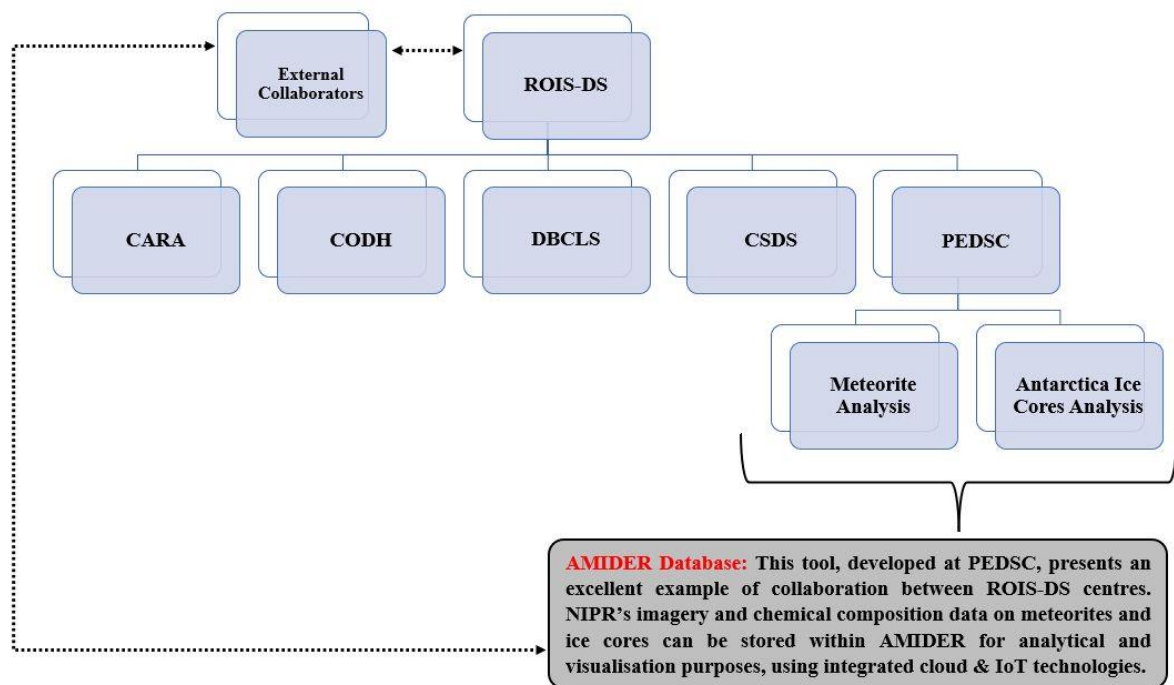 External
Collaborators
ROIS-DS
CARA
CODH
DBCLS
CSDS
PEDSC
Meteorite
Analysis
Antarctica Ice
Cores Analysis
AMIDER Database: This tool, developed at PEDSC, presents an
excellent example of collaboration between ROIS-DS centres.
NIPR's imagery and chemical composition data on meteorites and
ice cores can be stored within AMIDER for analytical and
visualisation purposes, using integrated cloud & IoT technologies.